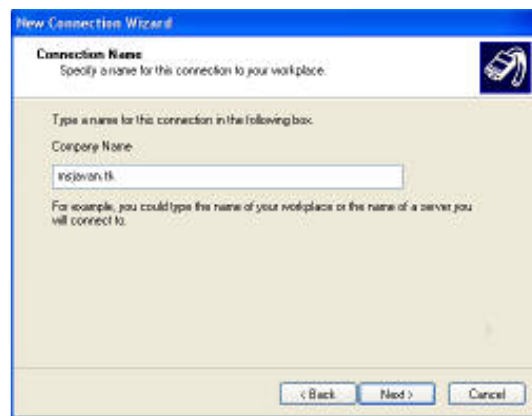 New Connection Wizard
Connection Name
Specify a name for this connection to your workplace.
Type a name for this connection in the following box.
Company Name
msjavan.tk
For example, you could type the name of your workplace or the name of a server you
will connect to.
< Back
Next >
Cancel